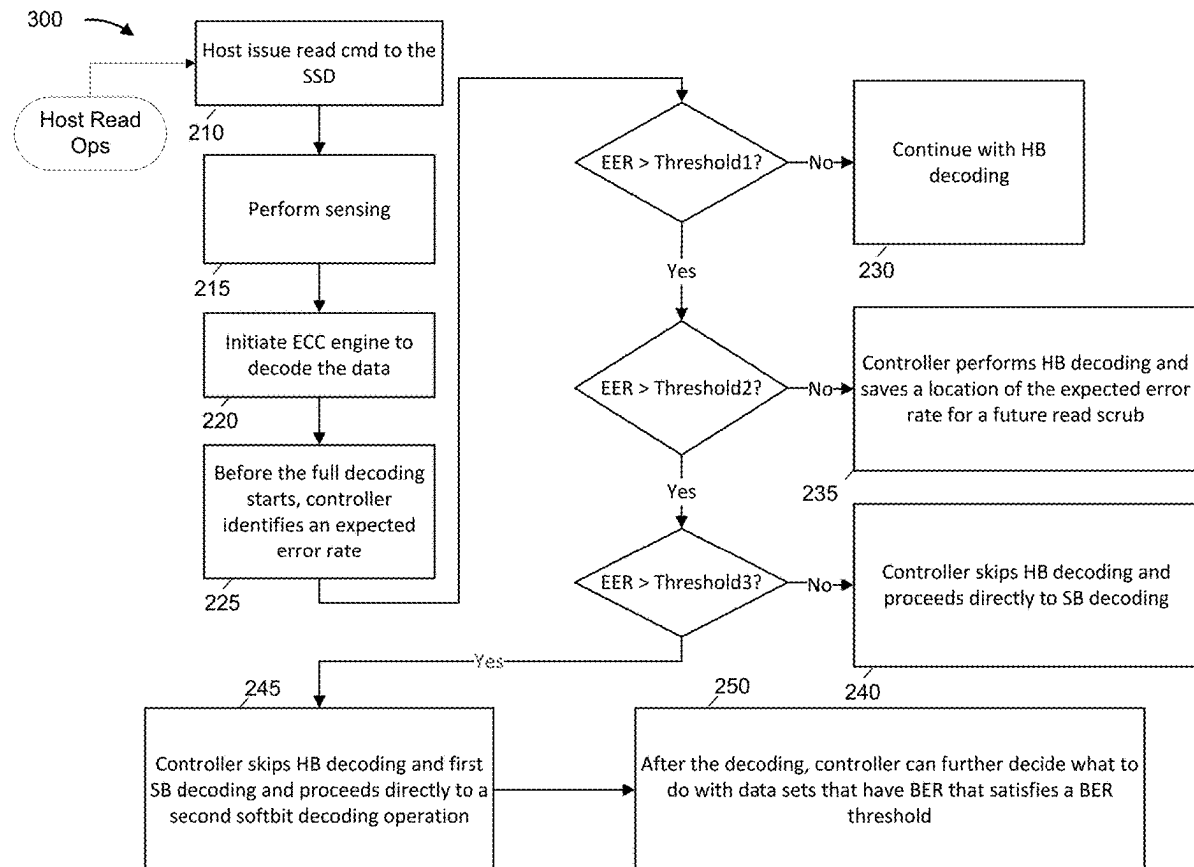 300
Host Read
Ops
Host issue read cmd to the
SSD
210
Perform sensing
215
Initiate ECC engine to
decode the data
220
Before the full decoding
starts, controller
identifies an expected
error rate
225
EER > Threshold1?
No
Continue with HB
decoding
230
Yes
EER > Threshold2?
No
Controller performs HB decoding and
saves a location of the expected error
rate for a future read scrub
235
Yes
EER > Threshold3?
No
Controller skips HB decoding and
proceeds directly to SB decoding
240
Yes
245
Controller skips HB decoding and first
SB decoding and proceeds directly to a
second softbit decoding operation
250
After the decoding, controller can further decide what to
do with data sets that have BER that satisfies a BER
threshold